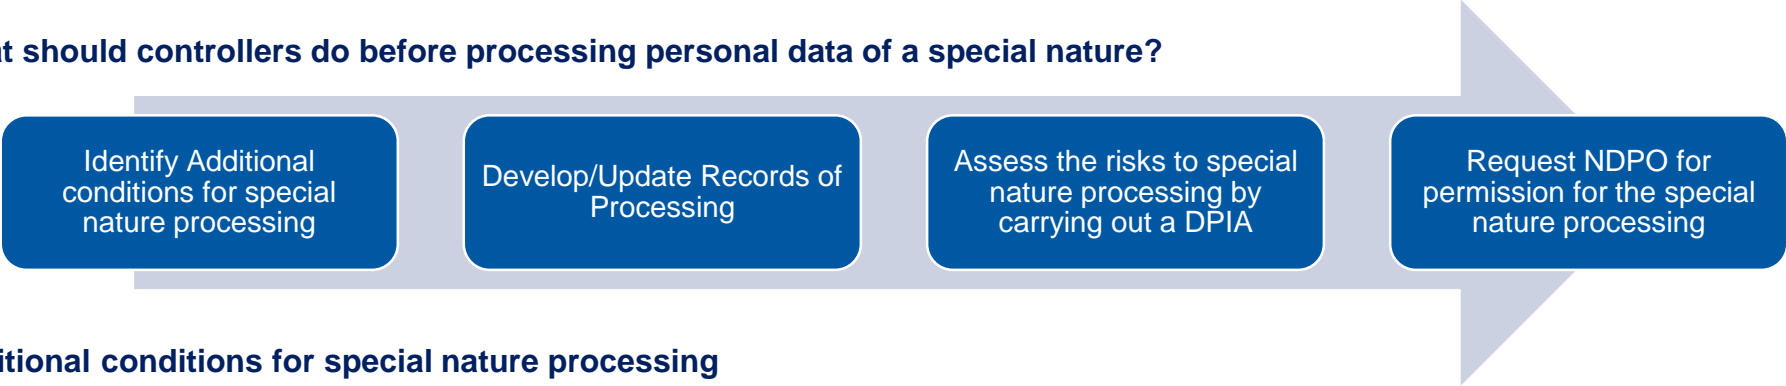 at should controllers do before processing personal data of a special nature?
Identify Additional
conditions for special
nature processing
Develop/Update Records of
Processing
Assess the risks to special
nature processing by
carrying out a DPIA
Request NDPO for
permission for the special
nature processing
itional conditions for special nature processing